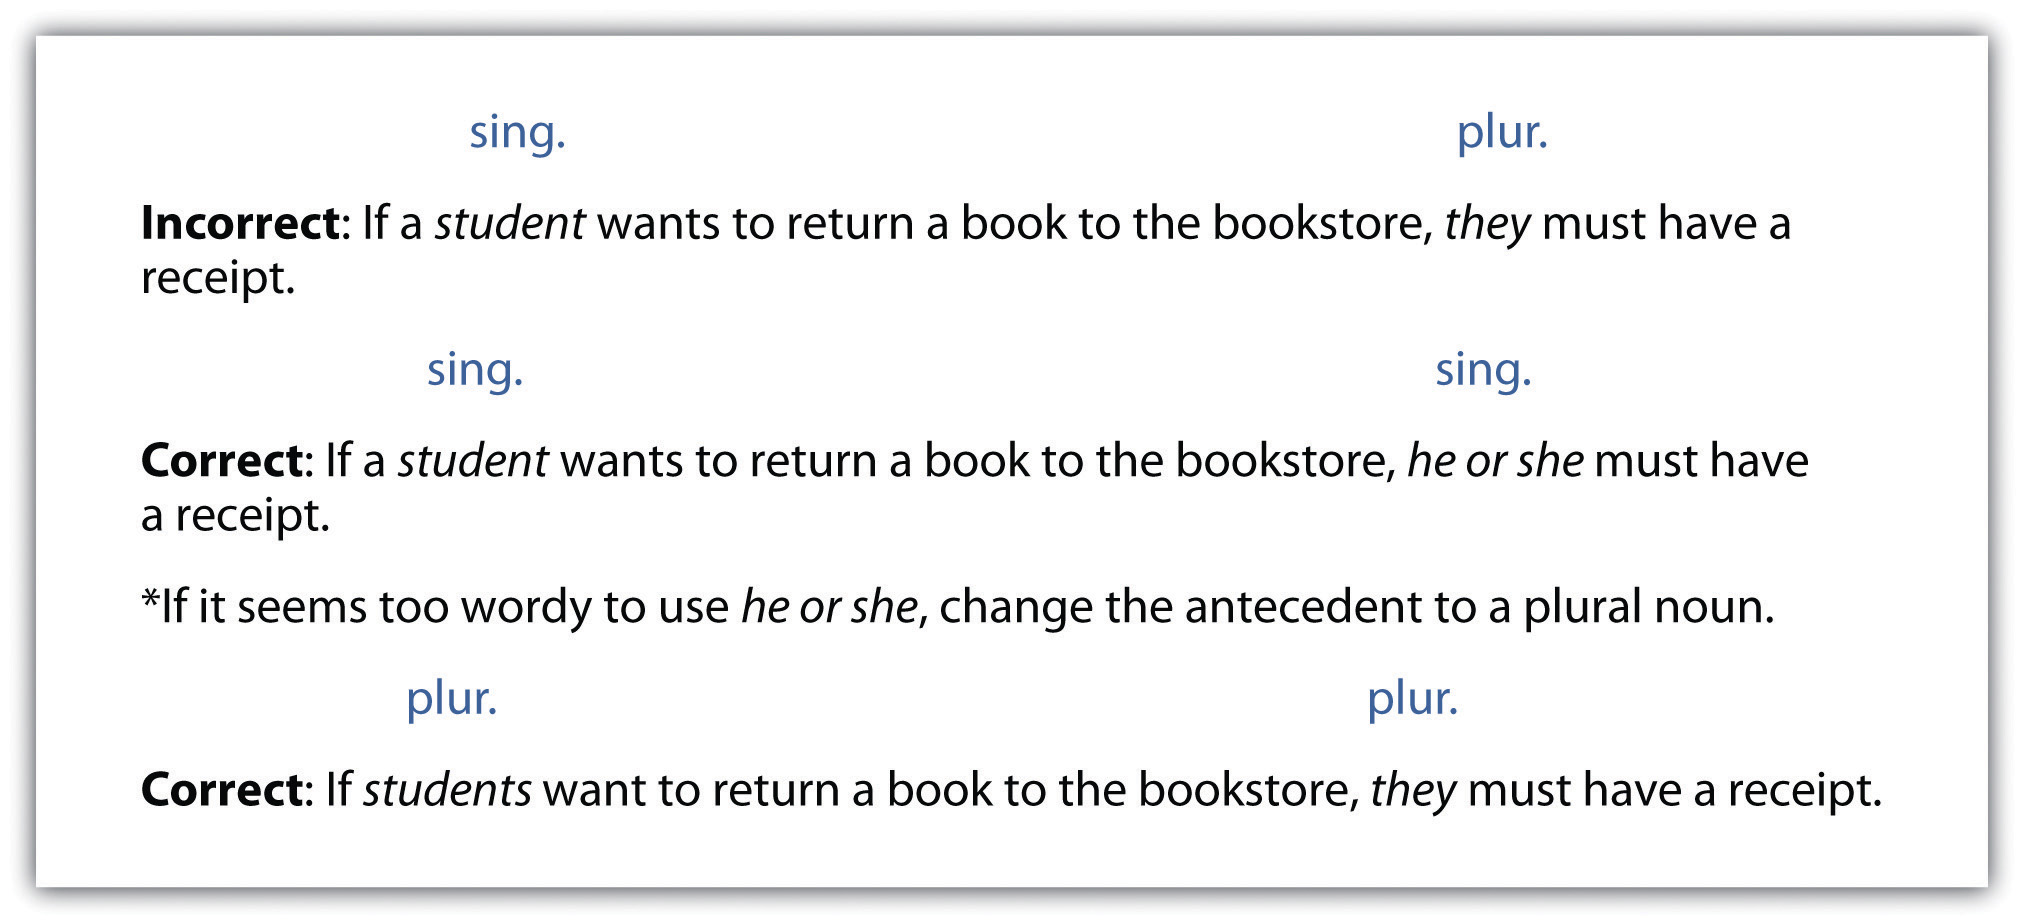 sing. plur.
Incorrect: If a student wants to return a book to the bookstore, they must have a
receipt.
sing. sing.
Correct: If a student wants to return a book to the bookstore, he or she must have
a receipt.
*If it seems too wordy to use he or she, change the antecedent to a plural noun.
plur. plur.
Correct: If students want to return a book to the bookstore, they must have a receipt.